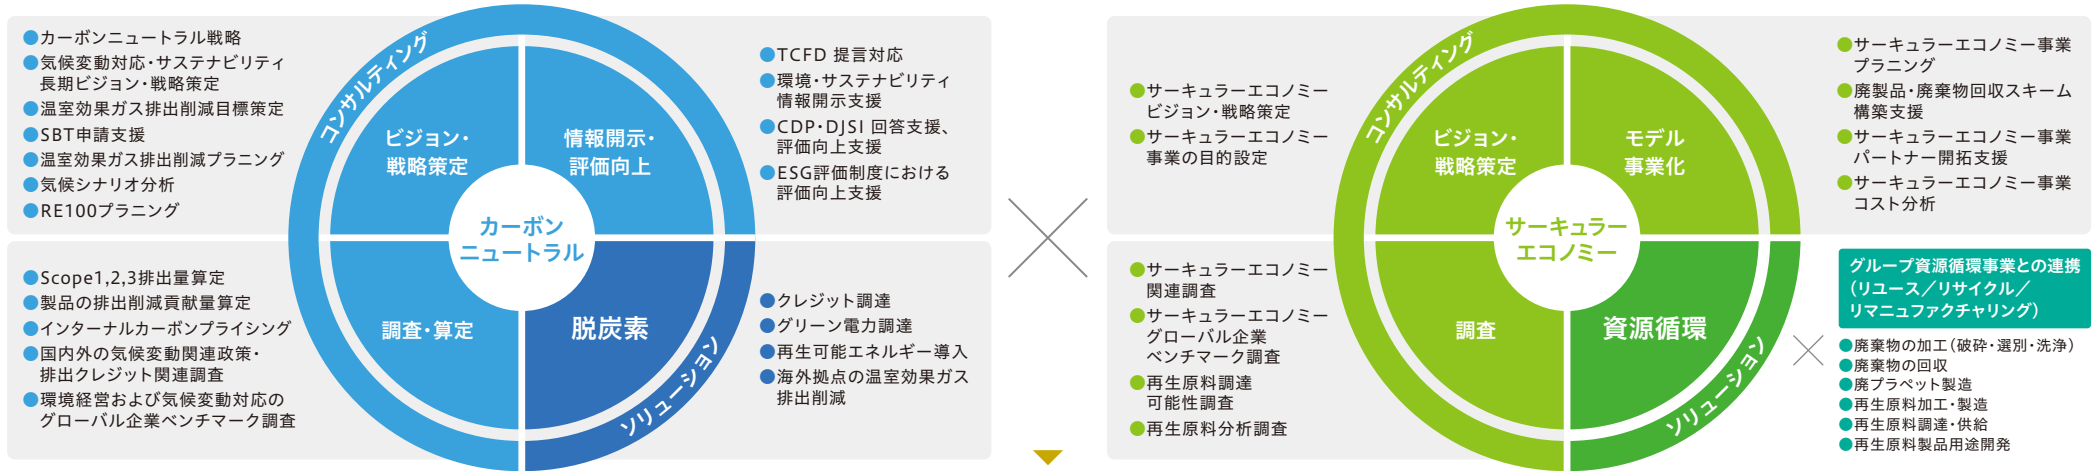 ●カーボンニュートラル戦略
●気候変動対応・サステナビリティ
長期ビジョン・戦略策定
●温室効果ガス排出削減目標策定
●SBT申請支援
●温室効果ガス排出削減プラニング
●気候シナリオ分析
●RE100プラニング
コンサルティング
ビジョン・
戦略策定
情報開示・
評価向上
●TCFD 提言対応
●環境・サステナビリティ
情報開示支援
●CDP・DJSI 回答支援、
評価向上支援
●ESG評価制度における
評価向上支援
カーボン
ニュートラル
●Scope1,2,3排出量算定
●製品の排出削減貢献量算定
●インターナルカーボンプライシング
●国内外の気候変動関連政策・
排出クレジット関連調査
●環境経営および気候変動対応の
グローバル企業ベンチマーク調査
調査・算定
脱炭素
ソリューション
●クレジット調達
●グリーン電力調達
●再生可能エネルギー導入
●海外拠点の温室効果ガス
排出削減
●サーキュラーエコノミー
ビジョン・戦略策定
●サーキュラーエコノミー
事業の目的設定
コンサルティング
ビジョン・
戦略策定
モデル
事業化
●サーキュラーエコノミー事業
プラニング
●廃製品・廃棄物回収スキーム
構築支援
●サーキュラーエコノミー事業
パートナー開拓支援
●サーキュラーエコノミー事業
コスト分析
サーキュラー
エコノミー
●サーキュラーエコノミー
関連調査
●サーキュラーエコノミー
グローバル企業
ベンチマーク調査
●再生原料調達
可能性調査
●再生原料分析調査
調査
資源循環
ソリューション
グループ資源循環事業との連携
（リユース／リサイクル／
リマニュファクチャリング）
●廃棄物の加工（破砕・選別・洗浄）
●廃棄物の回収
●廃プラペット製造
●再生原料加工・製造
●再生原料調達・供給
●再生原料製品用途開発